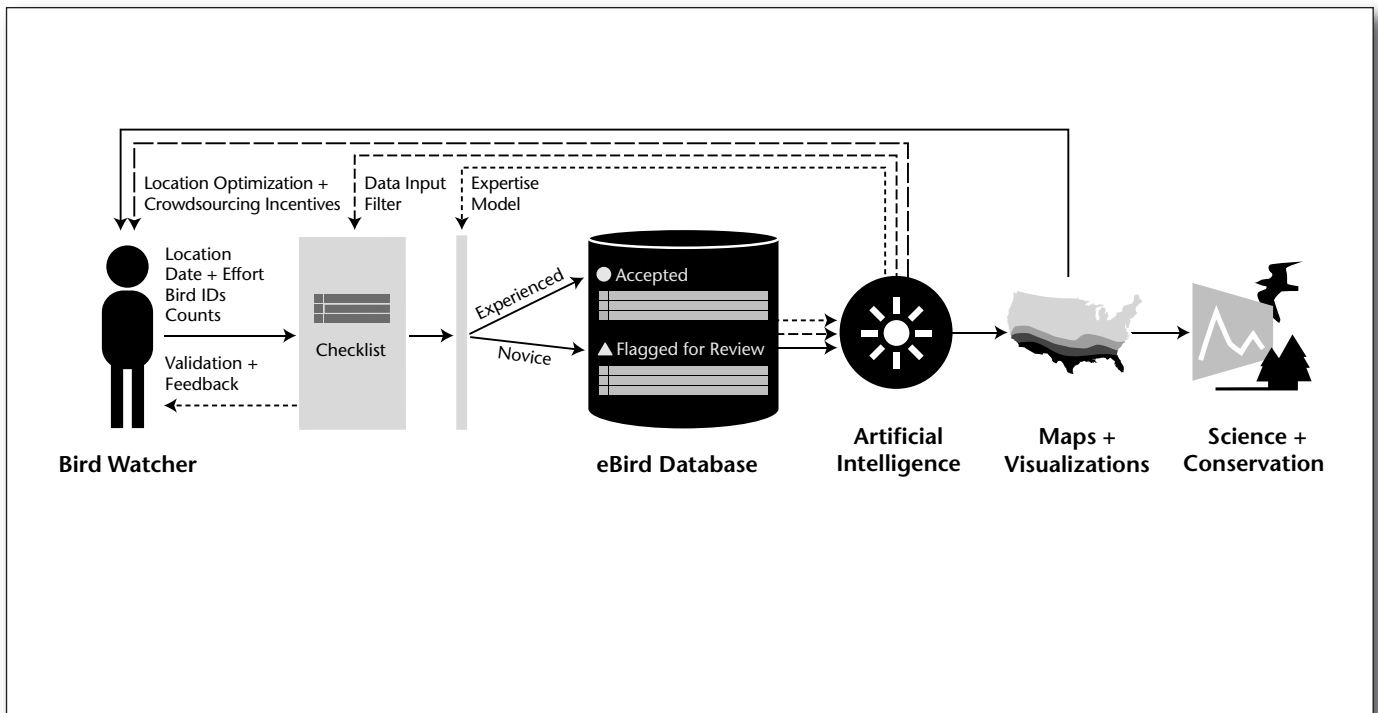 Location Optimization +
Crowdsourcing Incentives
Data Input
Filter
Expertise
Model
Location
Date + Effort
Bird IDs
Counts
Validation +
Feedback
Checklist
Experienced
Novice
Accepted
Flagged for Review
Bird Watcher
eBird Database
Artificial
Intelligence
Maps +
Visualizations
Science +
Conservation